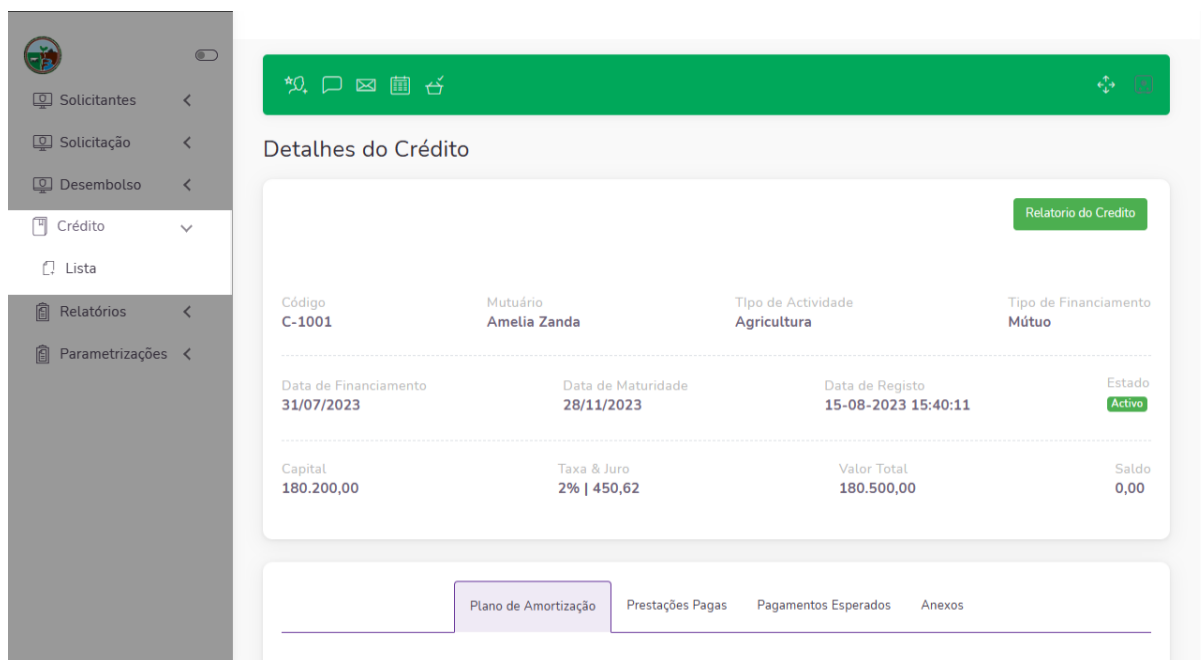 Solicitantes
Solicitação
Desembolso
Crédito
Lista
Relatórios
Parametrizações
Detalhes do Crédito
Relatorio do Credito
Código Mutuário TIpo de Actividade Tipo de Financiamento
C-1001 Amelia Zanda Agricultura Mútuo
Data de Financiamento Data de Maturidade Data de Registo Estado
31/07/2023 28/11/2023 15-08-2023 15:40:11 Activo
Capital Taxa & Juro Valor Total Saldo
180.200,00 2% | 450,62 180.500,00 0,00
Plano de Amortização Prestações Pagas Pagamentos Esperados Anexos